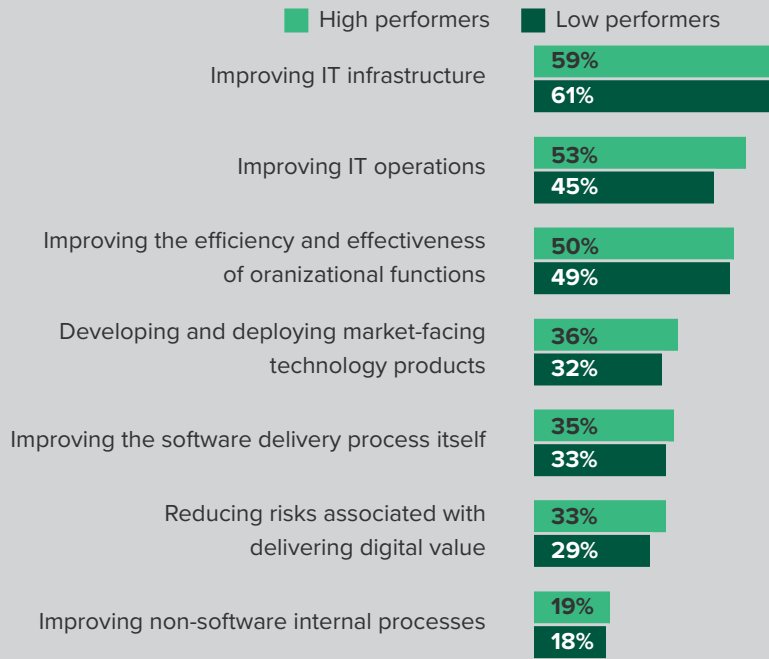 High performers Low performers
Improving IT infrastructure
59%
61%
Improving IT operations
53%
45%
Improving the efficiency and effectiveness
of oranizational functions
50%
49%
Developing and deploying market-facing
technology products
36%
32%
Improving the software delivery process itself
35%
33%
Reducing risks associated with
delivering digital value
33%
29%
Improving non-software internal processes
19%
18%